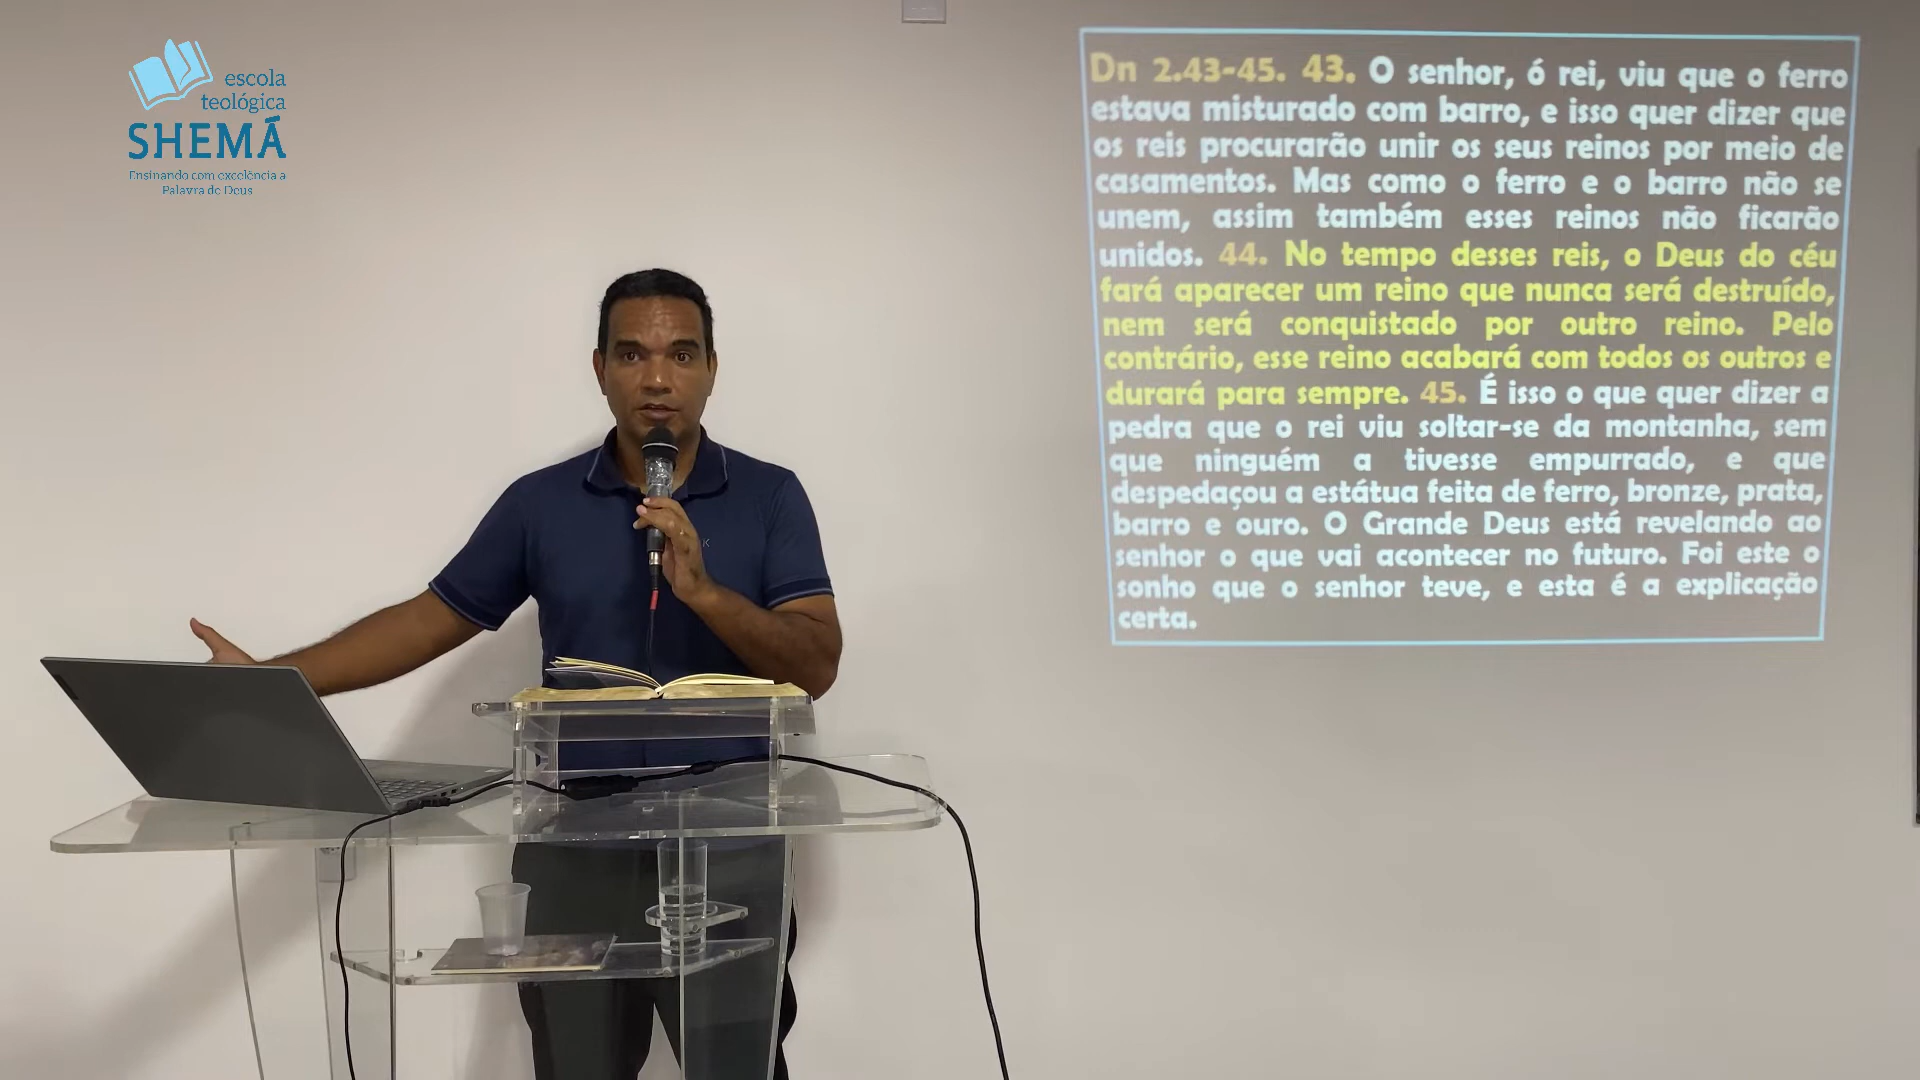 escola
teológica
SHEMÁ
Ensinando com excelência a
Palavra de Deus
Dn 2.43-45. 43. O senhor, ó rei, viu que o ferro
estava misturado com barro, e isso quer dizer que
os reis procurarão unir os seus reinos por meio de
casamentos. Mas como o ferro e o barro não se
unem, assim também esses reinos não ficarão
unidos. 44. No tempo desses reis, o Deus do céu
fará aparecer um reino que nunca será destruído,
nem será conquistado por outro reino. Pelo
contrário, esse reino acabará com todos os outros e
durará para sempre. 45. É isso o que quer dizer a
pedra que o rei viu soltar-se da montanha, sem
que ninguém a tivesse empurrado, e que
despedaçou a estátua feita de ferro, bronze, prata,
barro e ouro. O Grande Deus está revelando ao
senhor o que vai acontecer no futuro. Foi este o
sonho que o senhor teve, e esta é a explicação
certa.